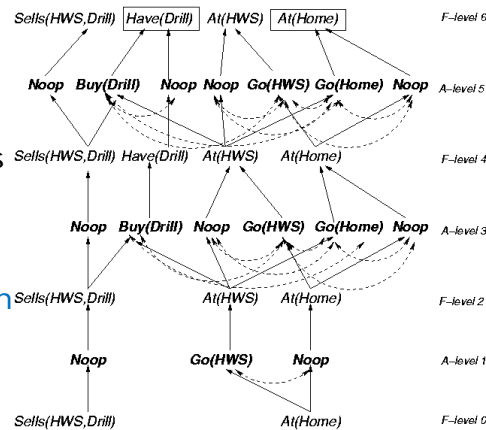 Sells(HWS,Drill) Have(Drill) At(HWS) At(Home) F-level 6
Noop Buy(Drill) Noop Noop Go(HWS) Go(Home) Noop A-level 5
s Sells(HWS,Drill) Have(Drill) At(HWS) At(Home) F-level 4
Noop Buy(Drill) Noop Go(HWS) Go(Home) Noop A-level 3
n Sells(HWS,Drill) At(HWS) At(Home) F-level 2
Noop Go(HWS) Noop A-level 1
Sells(HWS,Drill) At(Home) F-level 0